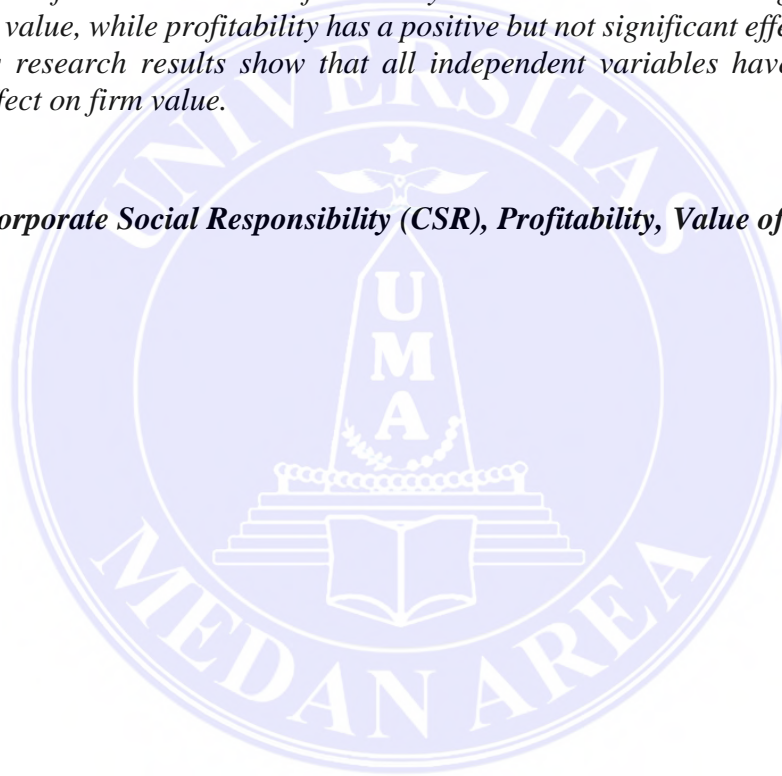 value, while profitability has a positive but not significant effe
research results show that all independent variables have
fect on firm value.
orporate Social Responsibility (CSR), Profitability, Value of
UNIVERSITAS
UMA
MEDAN AREA